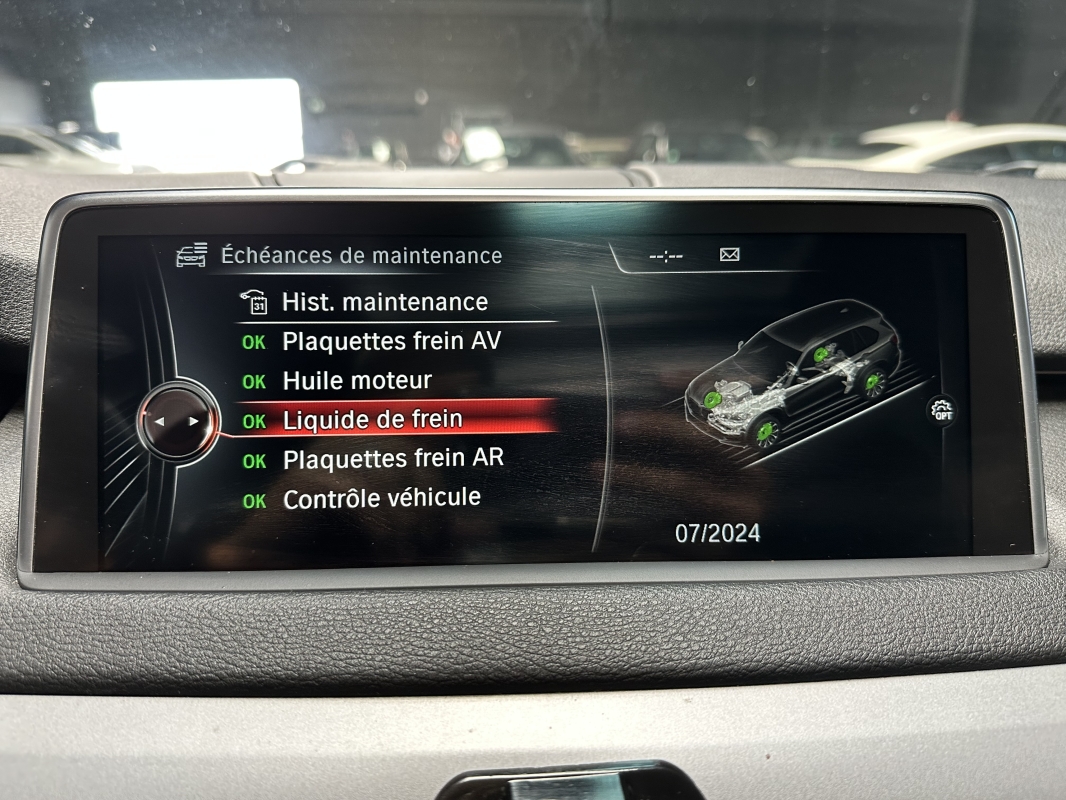 Échéances de maintenance
--:--
31 Hist. maintenance
OK Plaquettes frein AV
OK Huile moteur
OK Liquide de frein
OK Plaquettes frein AR
OK Contrôle véhicule
OPT
07/2024